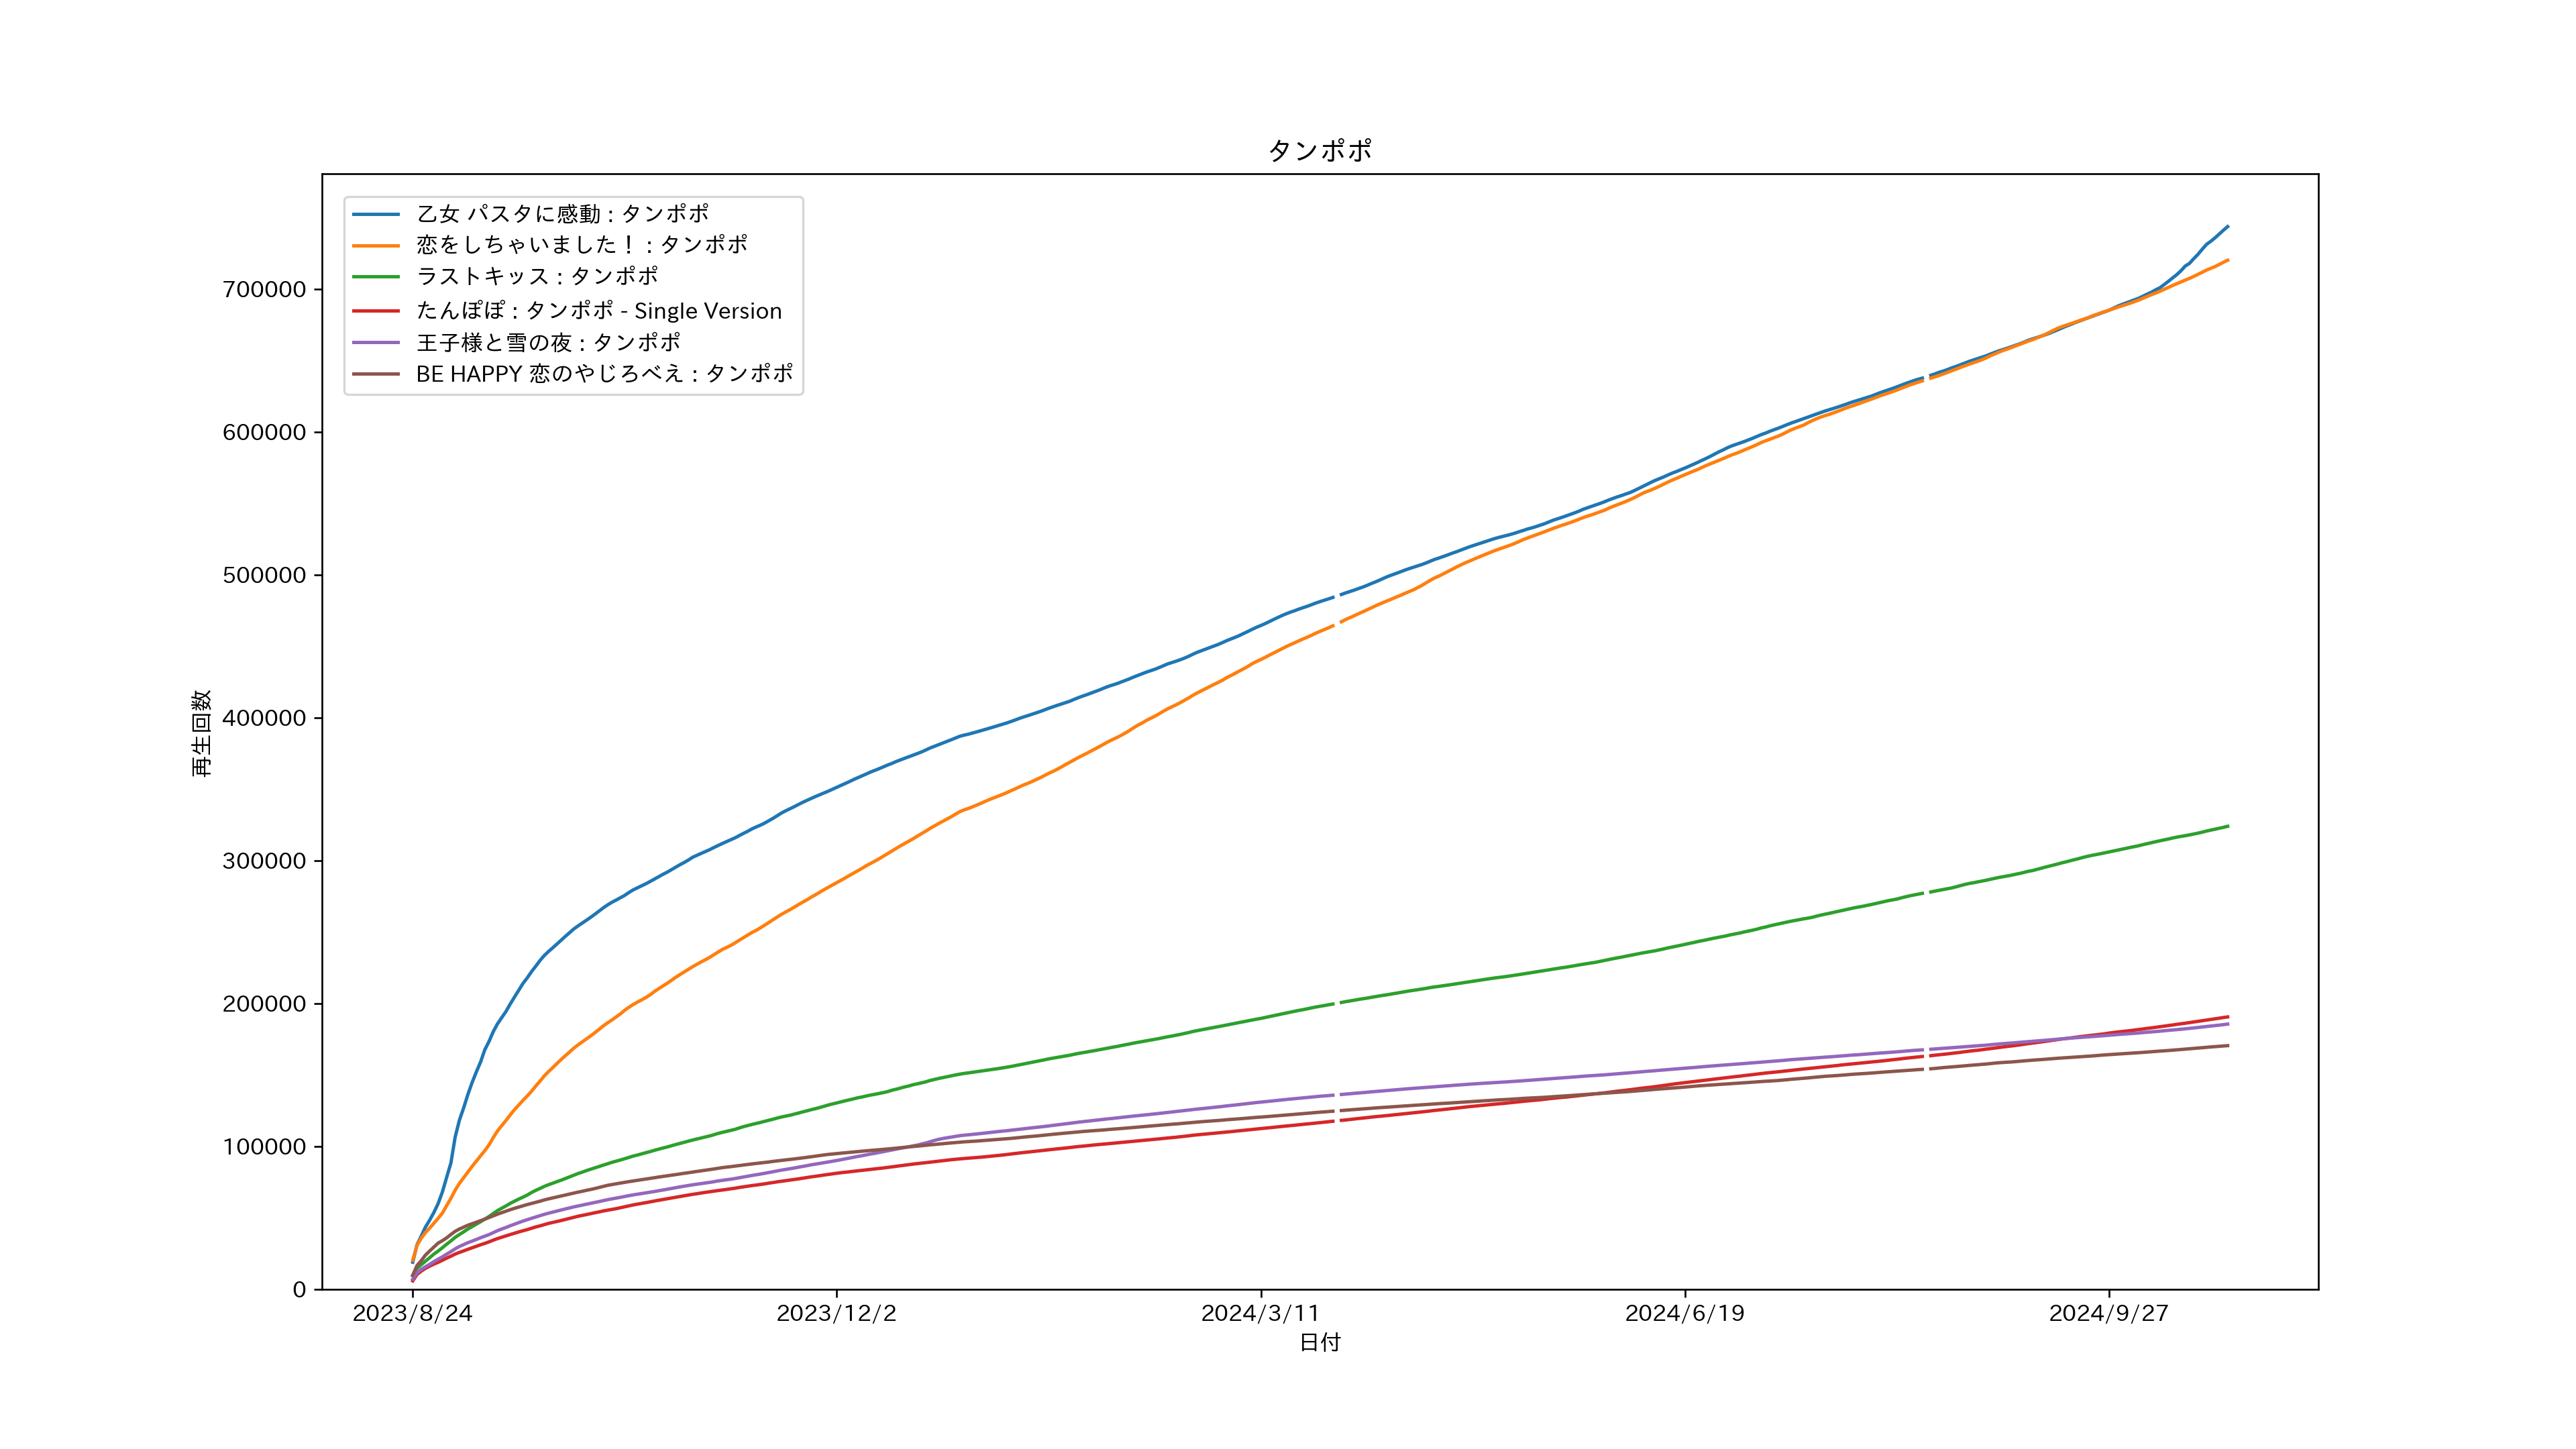 タンポポ
乙女 パスタに感動 : タンポポ
恋をしちゃいました！ : タンポポ
ラストキッス : タンポポ
たんぽぽ : タンポポ - Single Version
王子様と雪の夜 : タンポポ
BE HAPPY 恋のやじろべえ : タンポポ
再生回数
700000
600000
500000
400000
300000
200000
100000
0
2023/8/24
2023/12/2
2024/3/11
2024/6/19
2024/9/27
日付